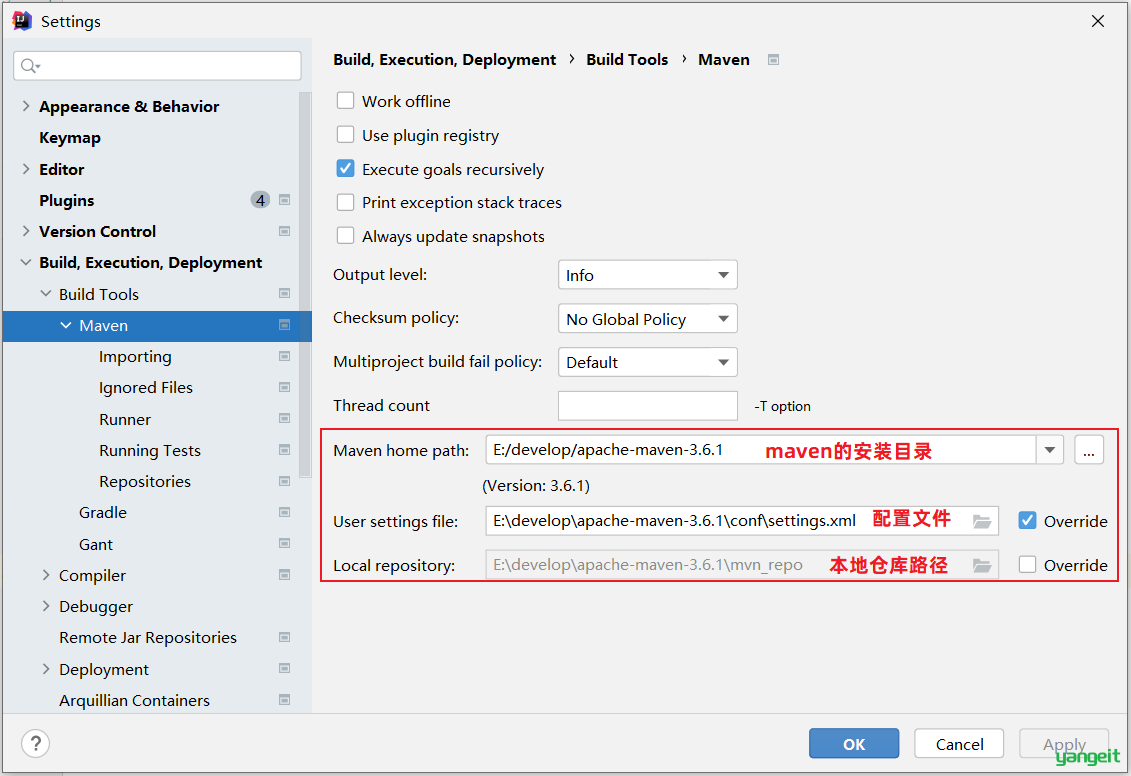 Settings
Build, Execution, Deployment › Build Tools › Maven
Appearance & Behavior
Keymap
Editor
Plugins 4
Version Control
Build, Execution, Deployment
Build Tools
Maven
Importing
Ignored Files
Runner
Running Tests
Repositories
Gradle
Gant
Compiler
Debugger
Remote Jar Repositories
Deployment
Arquillian Containers
Work offline
Use plugin registry
Execute goals recursively
Print exception stack traces
Always update snapshots
Output level: Info
Checksum policy: No Global Policy
Multiproject build fail policy: Default
Thread count -T option
Maven home path: E:/develop/apache-maven-3.6.1 maven的安装目录 ...
(Version: 3.6.1)
User settings file: E:\develop\apache-maven-3.6.1\conf\settings.xml 配置文件 Override
Local repository: E:\develop\apache-maven-3.6.1\mvn_repo 本地仓库路径 Override
? OK Cancel Apply
yangeit